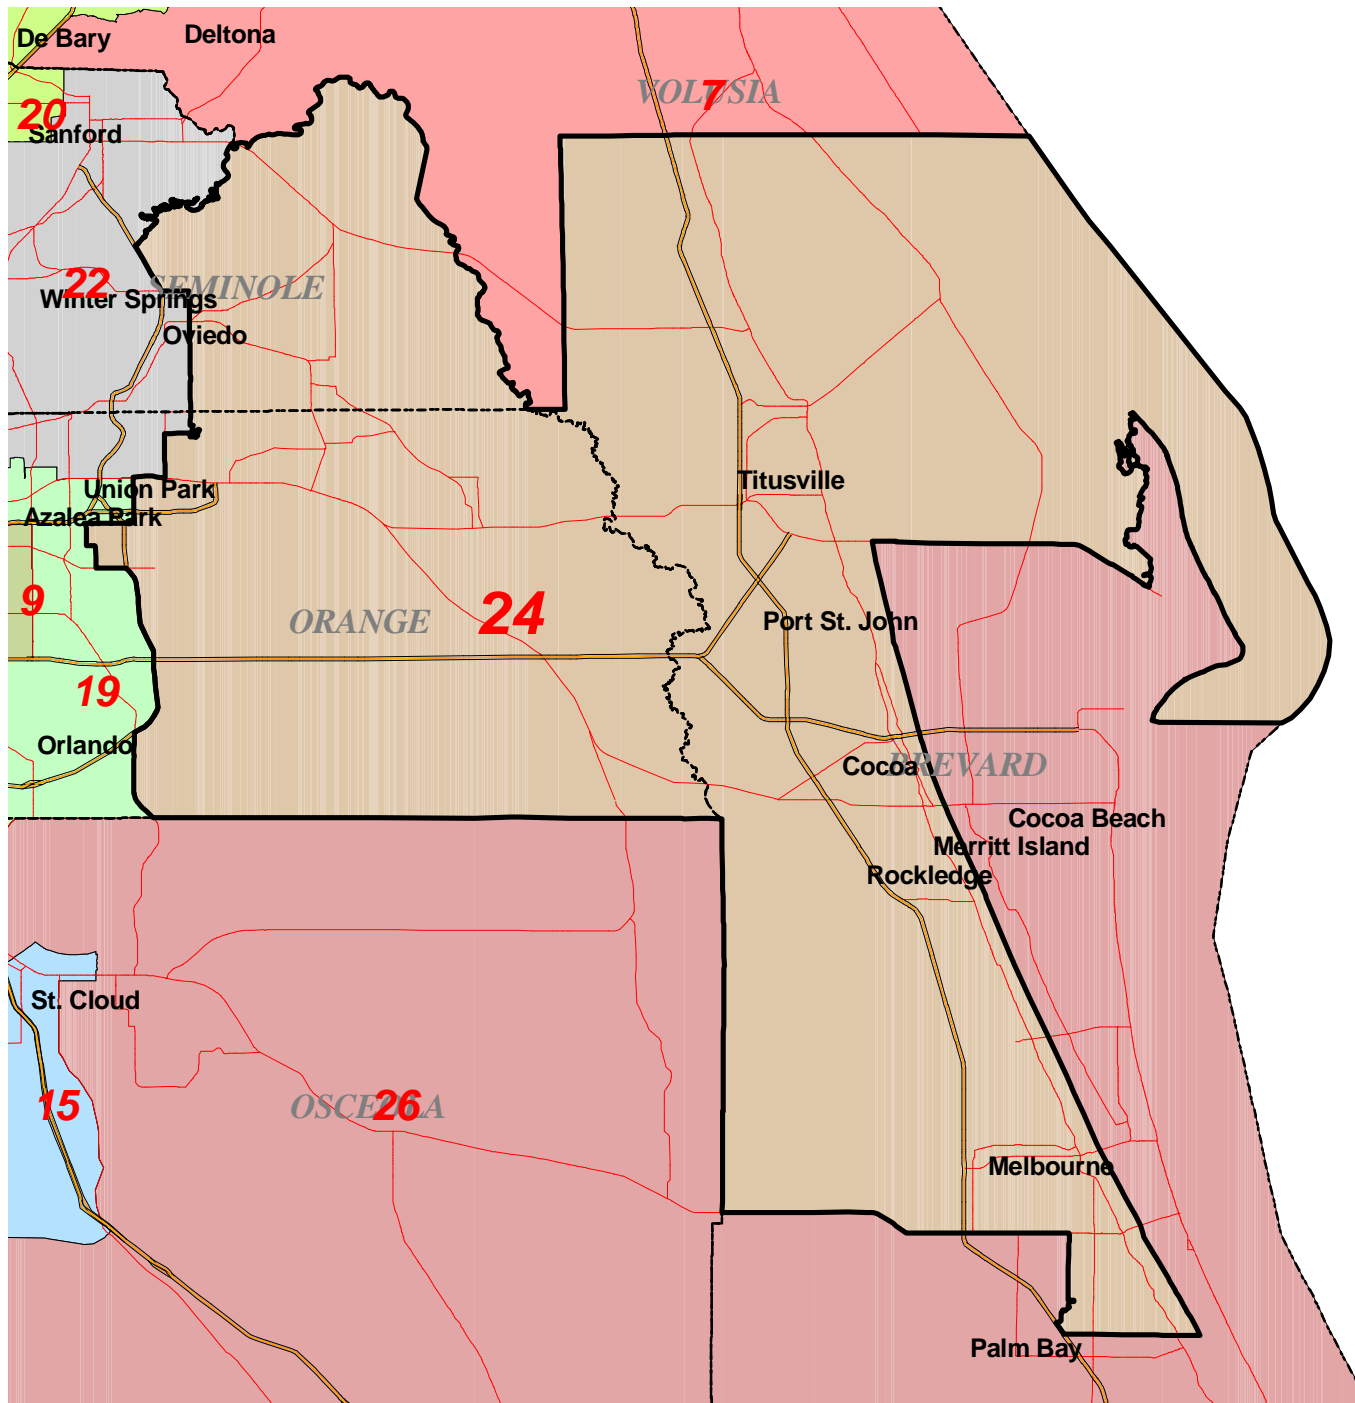 De Bary
Deltona
VOLUSIA
7
20
Sanford
22
SEMINOLE
Winter Springs
Oviedo
Titusville
Union Park
Azalea Park
9
ORANGE
24
Port St. John
19
Orlando
Cocoa
BREVARD
Cocoa Beach
Merritt Island
Rockledge
St. Cloud
15
OSCEOLA
26
Melbourne
Palm Bay